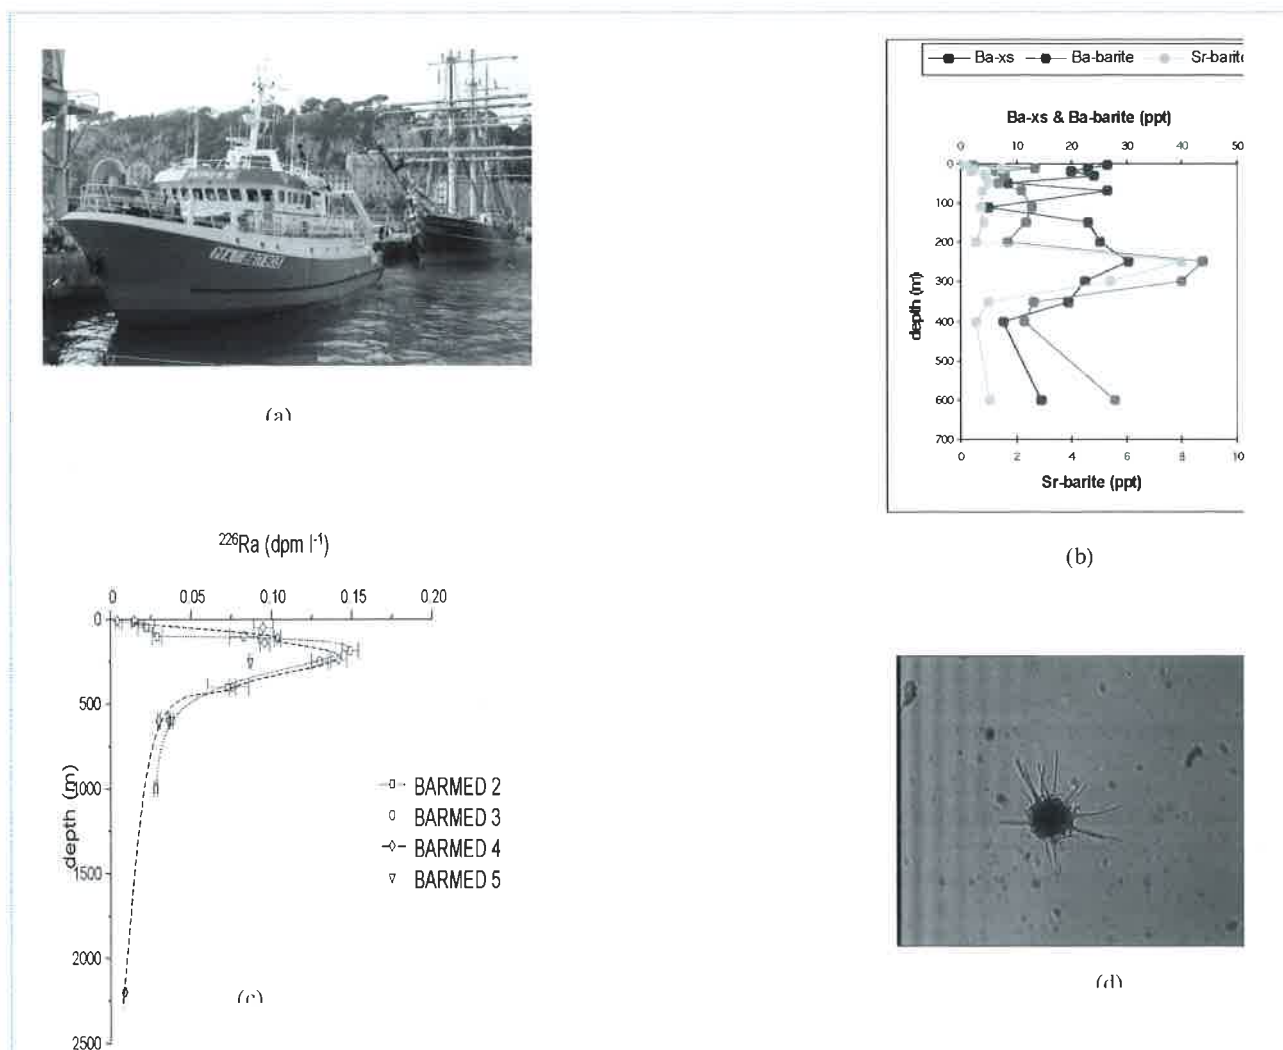 (a)
Ba-xs Ba-barite Sr-barite
Ba-xs & Ba-barite (ppt)
0 10 20 30 40 50
0
100
200
300
400
500
600
700
depth (m)
0 2 4 6 8 10
Sr-barite (ppt)
(b)
226Ra (dpm l-1)
0 0.05 0.10 0.15 0.20
0
500
1000
1500
2000
2500
depth (m)
BARMED 2
BARMED 3
BARMED 4
BARMED 5
(c)
(d)